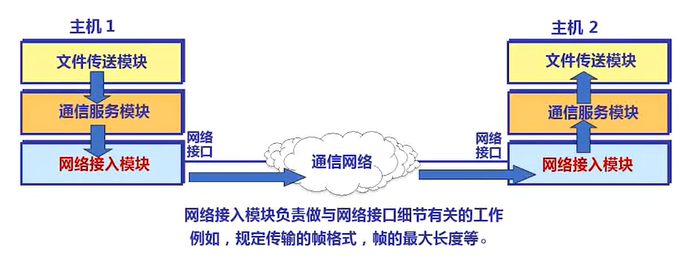 主机 1
主机 2
文件传送模块
文件传送模块
通信服务模块
通信服务模块
网络接入模块
网络接口
通信网络
网络接口
网络接入模块
网络接入模块负责做与网络接口细节有关的工作
例如，规定传输的帧格式，帧的最大长度等。